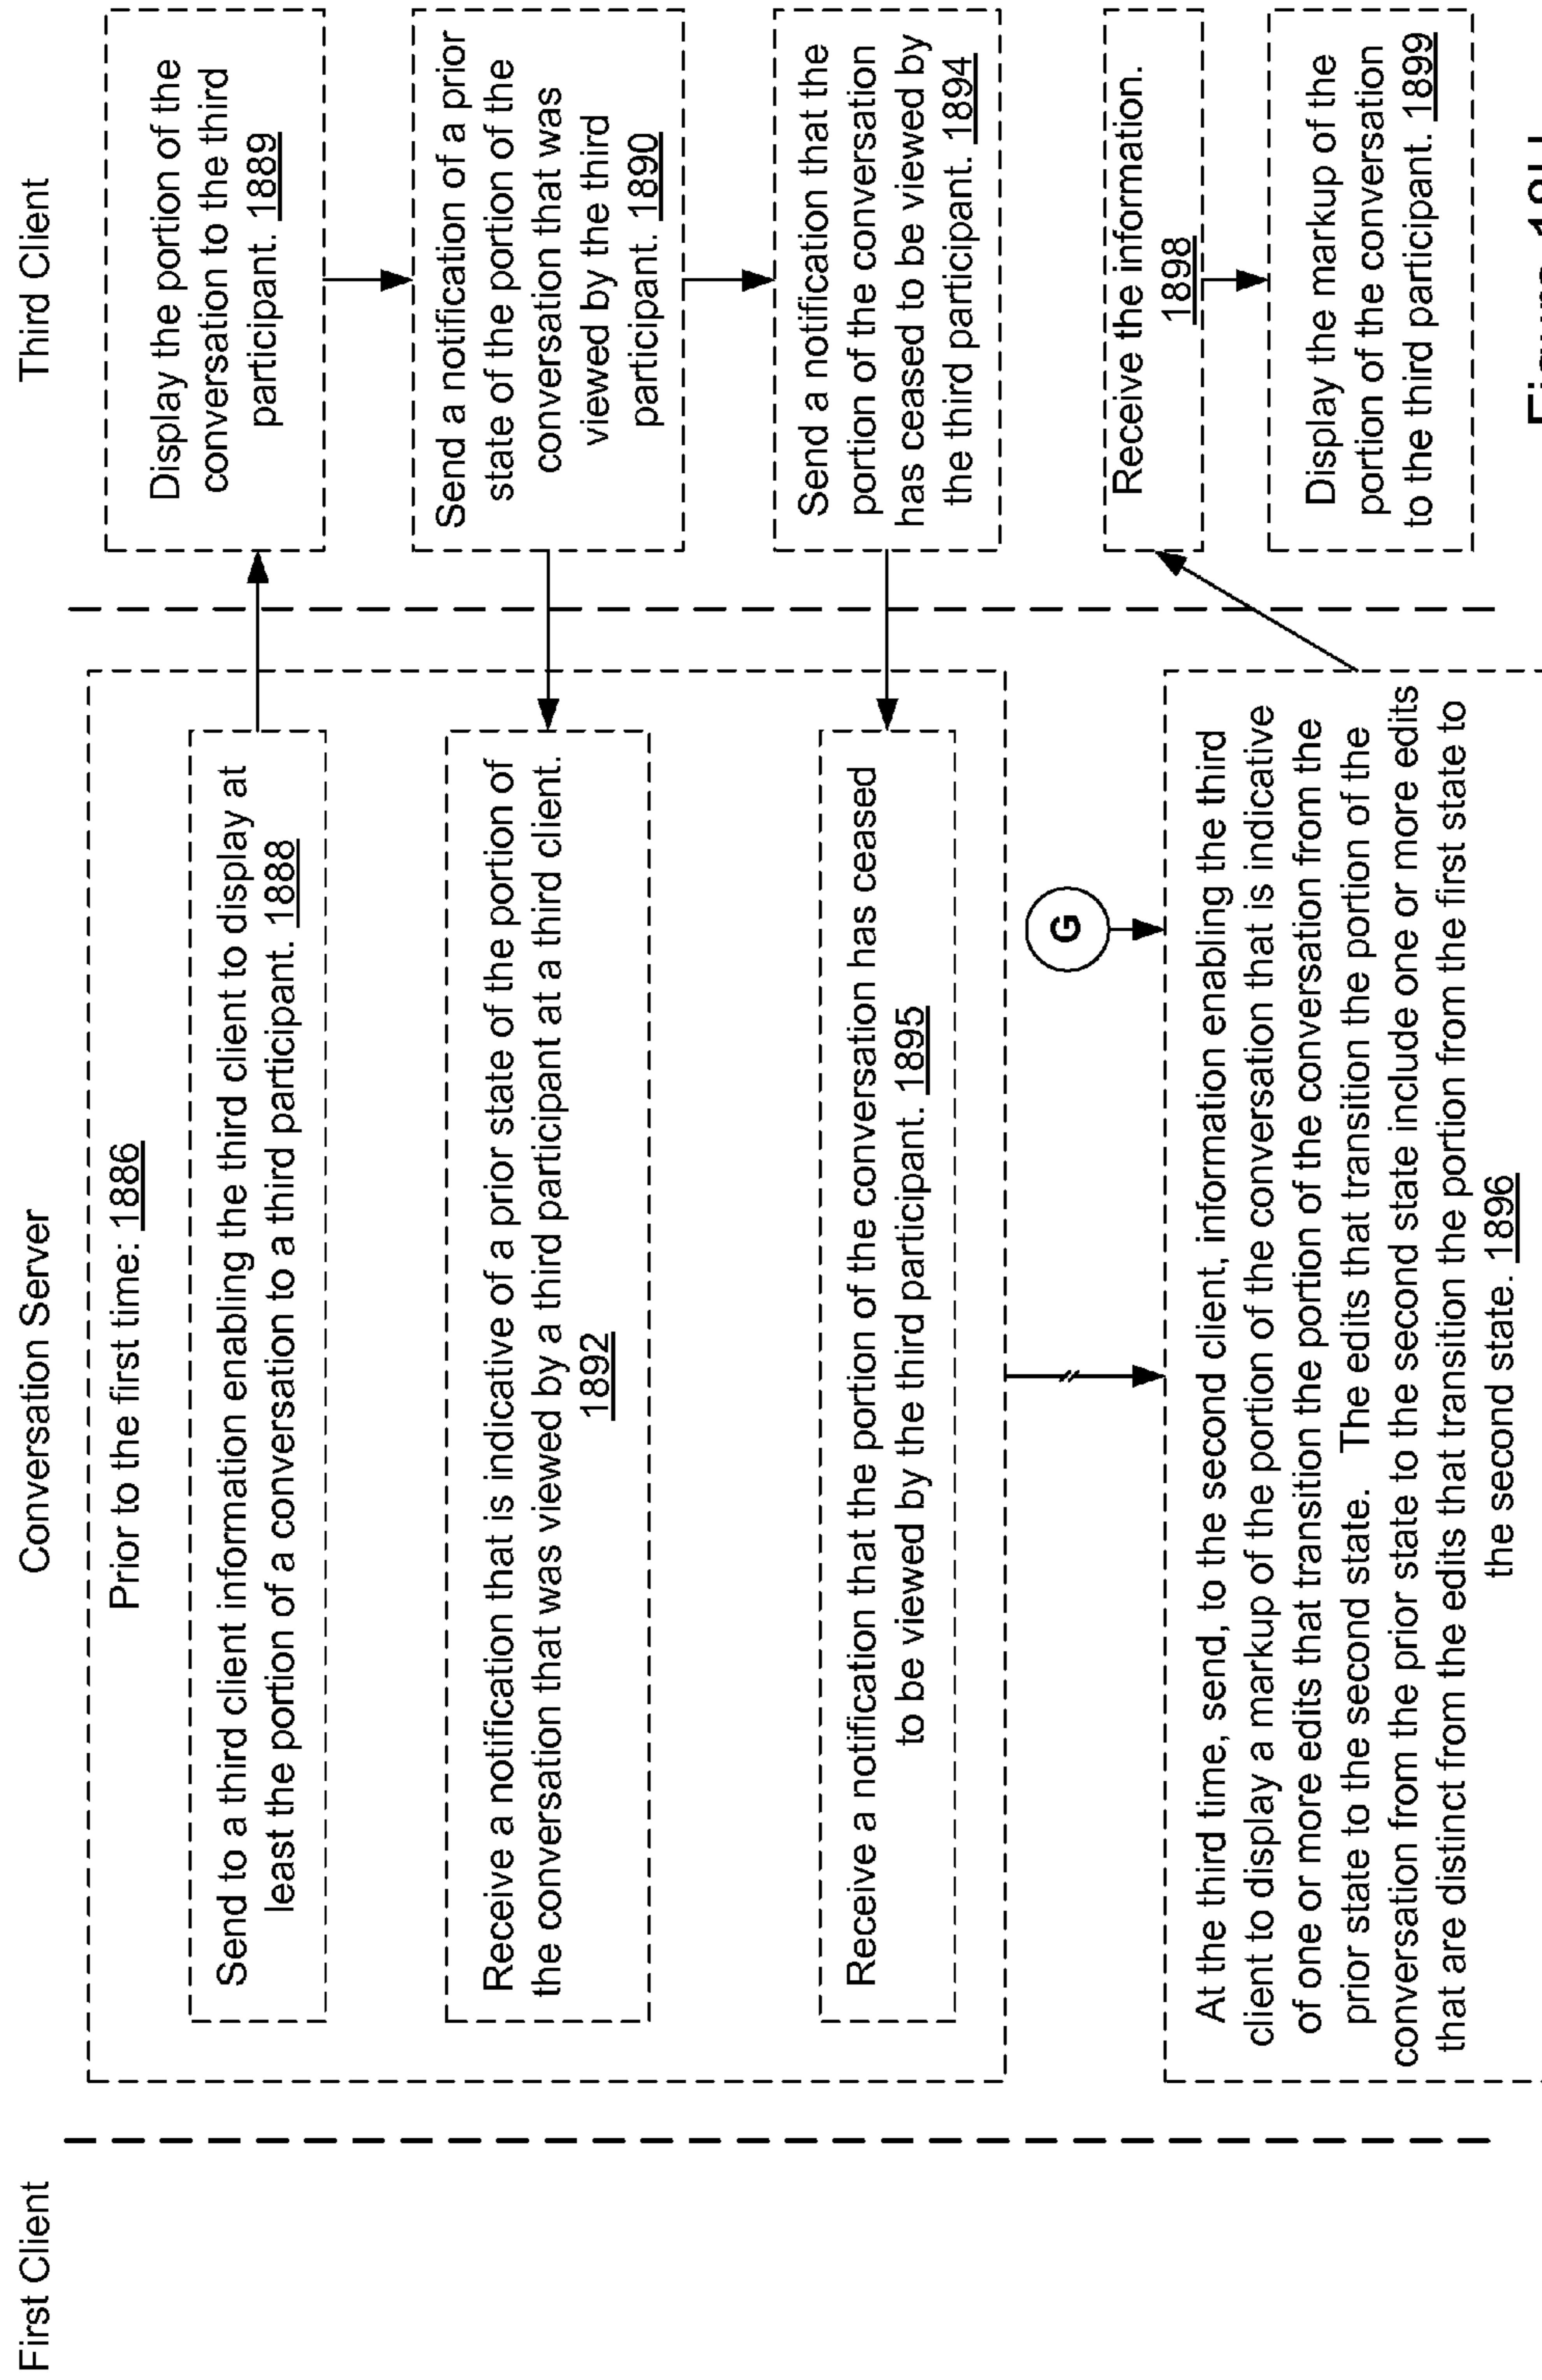 First Client
Conversation Server
Third Client
Prior to the first time: 1886
Send to a third client information enabling the third client to display at
least the portion of a conversation to a third participant. 1888
Display the portion of the
conversation to the third
participant. 1889
Send a notification of a prior
state of the portion of the
conversation that was
viewed by the third
participant. 1890
Receive a notification that is indicative of a prior state of the portion of
the conversation that was viewed by a third participant at a third client.
1892
Send a notification that the
portion of the conversation
has ceased to be viewed by
the third participant. 1894
Receive a notification that the portion of the conversation has ceased
to be viewed by the third participant. 1895
G
At the third time, send, to the second client, information enabling the third
client to display a markup of the portion of the conversation that is indicative
of one or more edits that transition the portion of the conversation from the
prior state to the second state. The edits that transition the portion of the
conversation from the prior state to the second state include one or more edits
that are distinct from the edits that transition the portion from the first state to
the second state. 1896
Receive the information.
1898
Display the markup of the
portion of the conversation
to the third participant. 1899